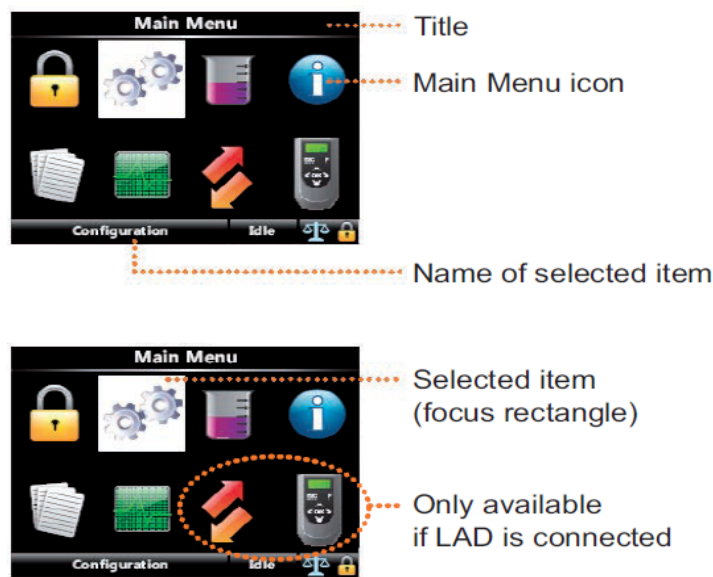 Main Menu
Title
Main Menu icon
Configuration Idle
Name of selected item
Main Menu
Selected item
(focus rectangle)
Only available
if LAD is connected
Configuration Idle